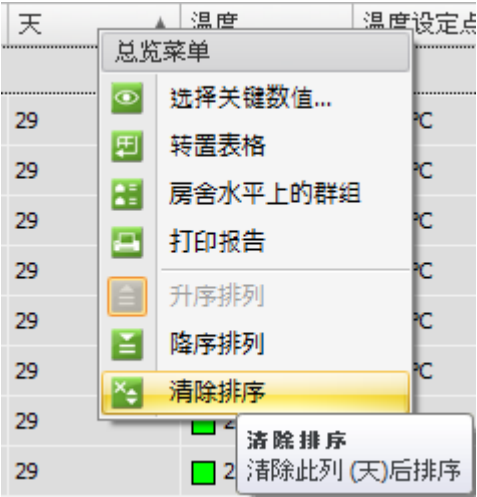 天 温度 温度设定点
总览菜单
选择关键数值...
29 ℃
转置表格
29 ℃
房舍水平上的群组
29 ℃
打印报告
29 ℃
升序排列
29 ℃
降序排列
29 ℃
清除排序
29 2
清除排序
29 2 清除此列 (天)后排序